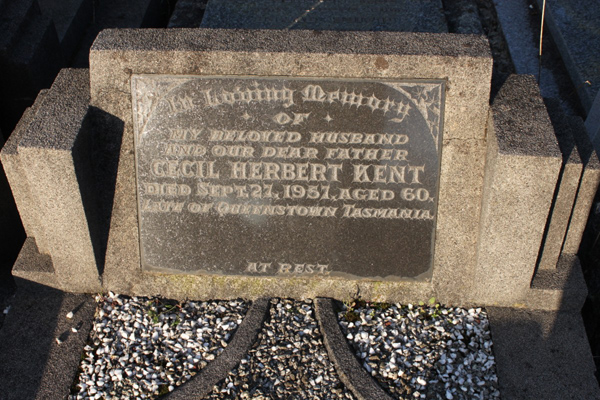 In Loving Memory
OF
MY BELOVED HUSBAND
AND OUR DEAR FATHER
CECIL HERBERT KENT
DIED SEPT. 27, 1957, AGED 60.
LATE OF QUEENSTOWN TASMANIA.
AT REST.